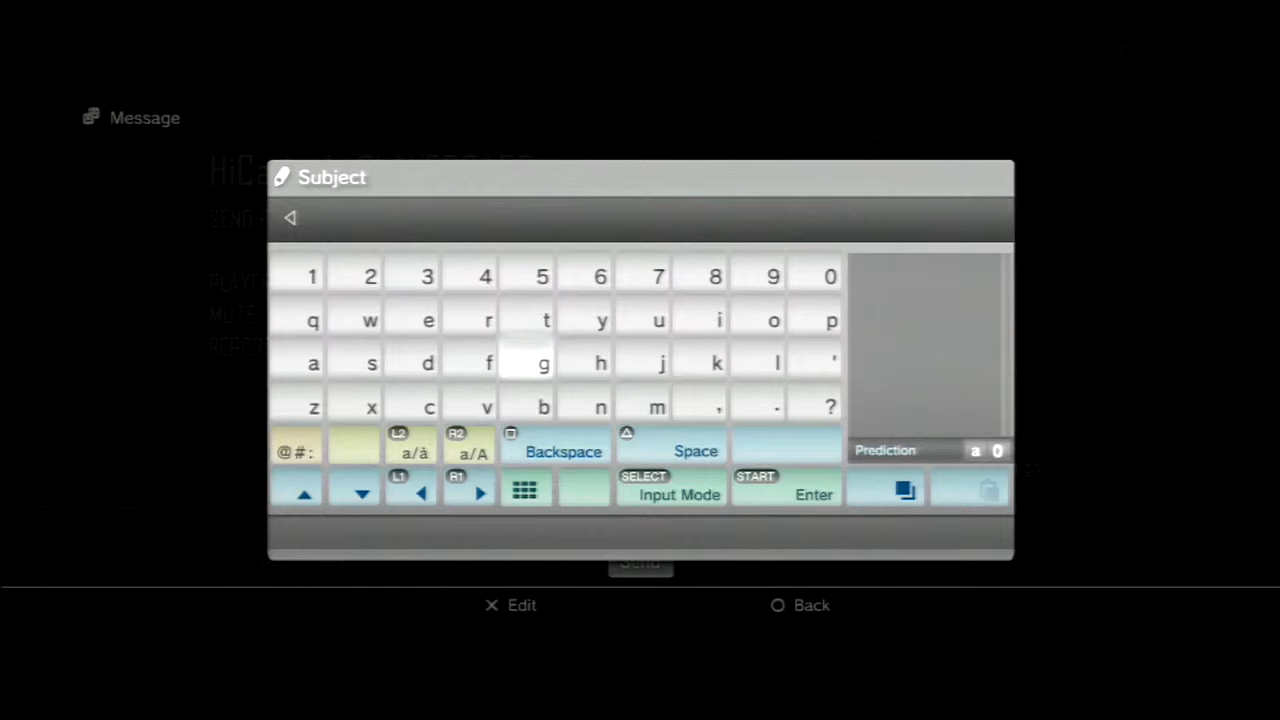 Message
Subject
1 2 3 4 5 6 7 8 9 0
q w e r t y u i o p
a s d f g h j k l '
z x c v b n m , . ?
@#: L2 a/à R2 a/A Backspace Space Prediction a 0
L1 R1 SELECT Input Mode START Enter
Send
Edit Back